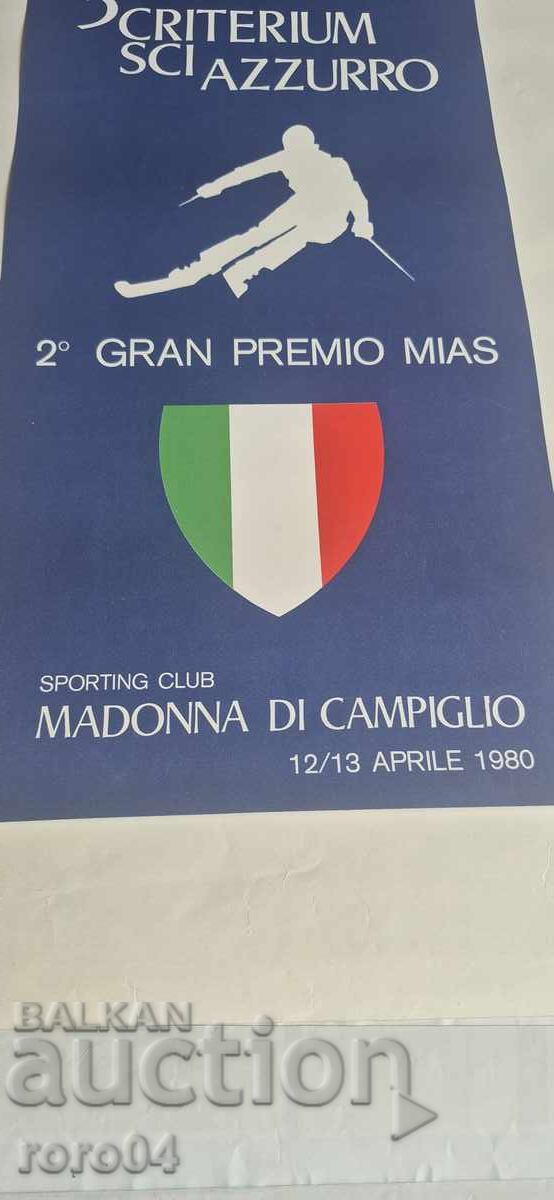 CRITERIUM
SCI AZZURRO
2° GRAN PREMIO MIAS
SPORTING CLUB
MADONNA DI CAMPIGLIO
12/13 APRILE 1980
BALKAN
auction
roro04